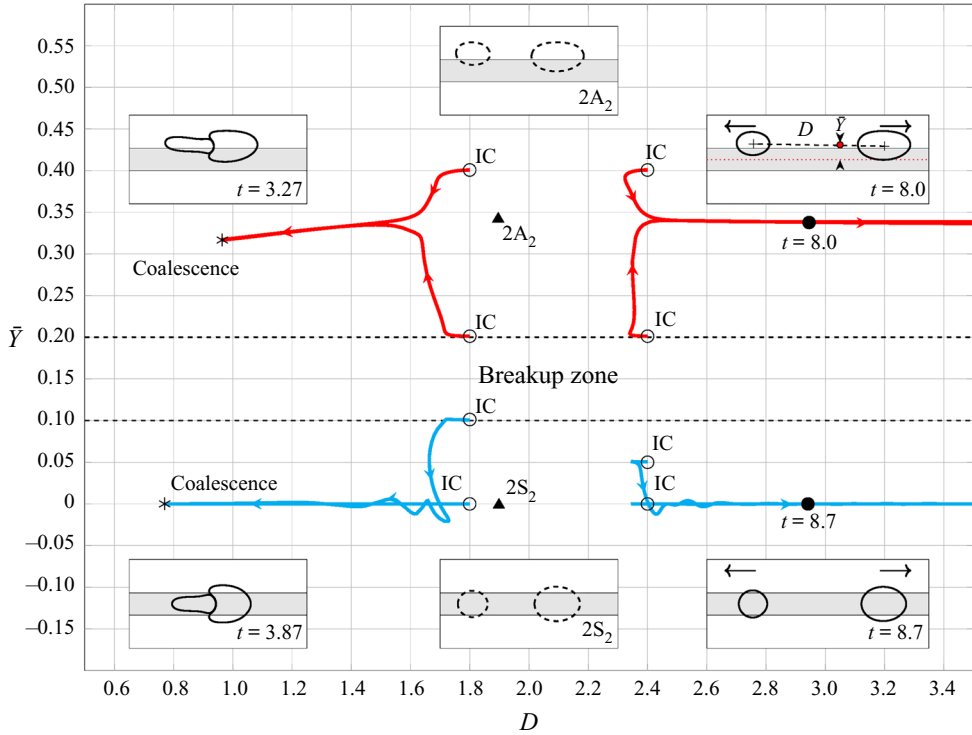 0.55
0.50
0.45
0.40
0.35
0.30
0.25
0.20
0.10
0.05
0
–0.05
–0.10
–0.15
Ȳ
2A₂
t = 3.27
D
Ȳ
t = 8.0
IC
IC
2A₂
t = 8.0
Coalescence
IC
IC
Breakup zone
IC
IC
Coalescence
IC
2S₂
IC
t = 8.7
t = 3.87
2S₂
t = 8.7
0.6
0.8
1.0
1.2
1.4
1.6
1.8
2.0
2.2
2.4
2.6
2.8
3.0
3.2
3.4
D